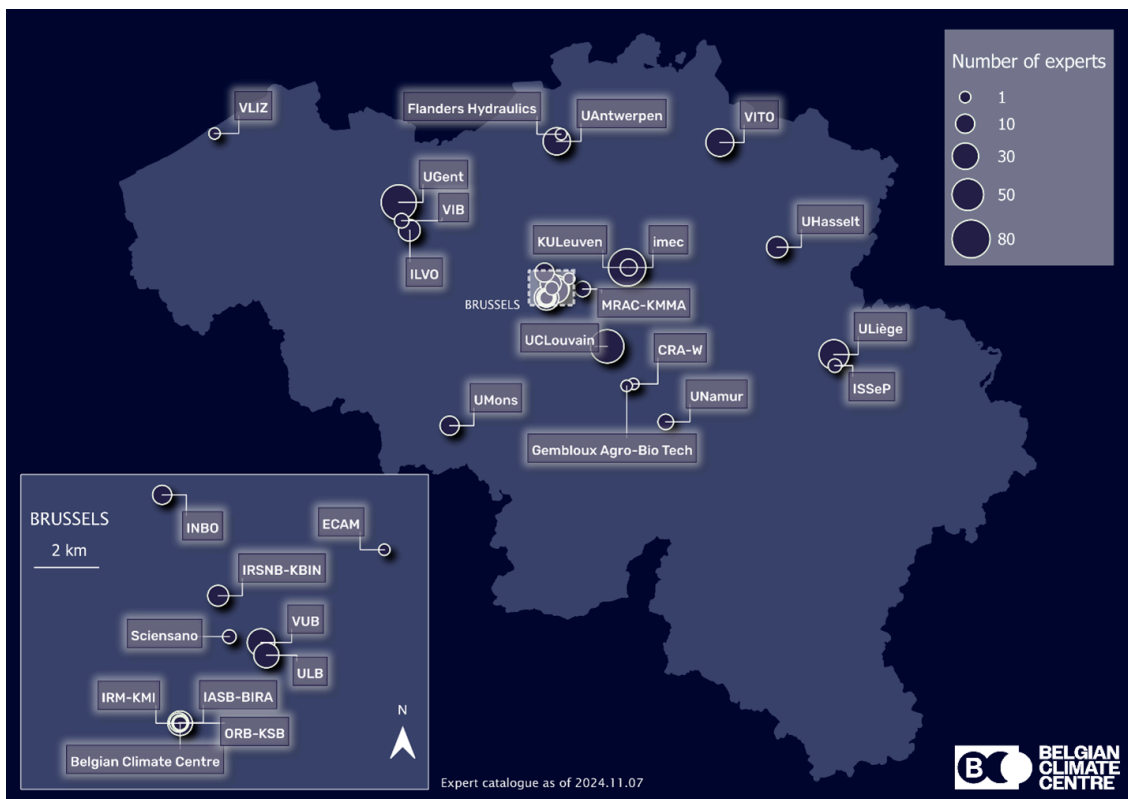 Number of experts
1
10
30
50
80
VLIZ
Flanders Hydraulics
UAntwerpen
VITO
UGent
VIB
ILVO
KULeuven
imec
UHasselt
BRUSSELS
MRAC-KMMA
UCLouvain
CRA-W
ULiège
ISSeP
UMons
UNamur
Gembloux Agro-Bio Tech
BRUSSELS
2 km
INBO
ECAM
IRSNB-KBIN
Sciensano
VUB
ULB
IRM-KMI
IASB-BIRA
ORB-KSB
Belgian Climate Centre
N
Expert catalogue as of 2024.11.07
BCC
BELGIAN
CLIMATE
CENTRE